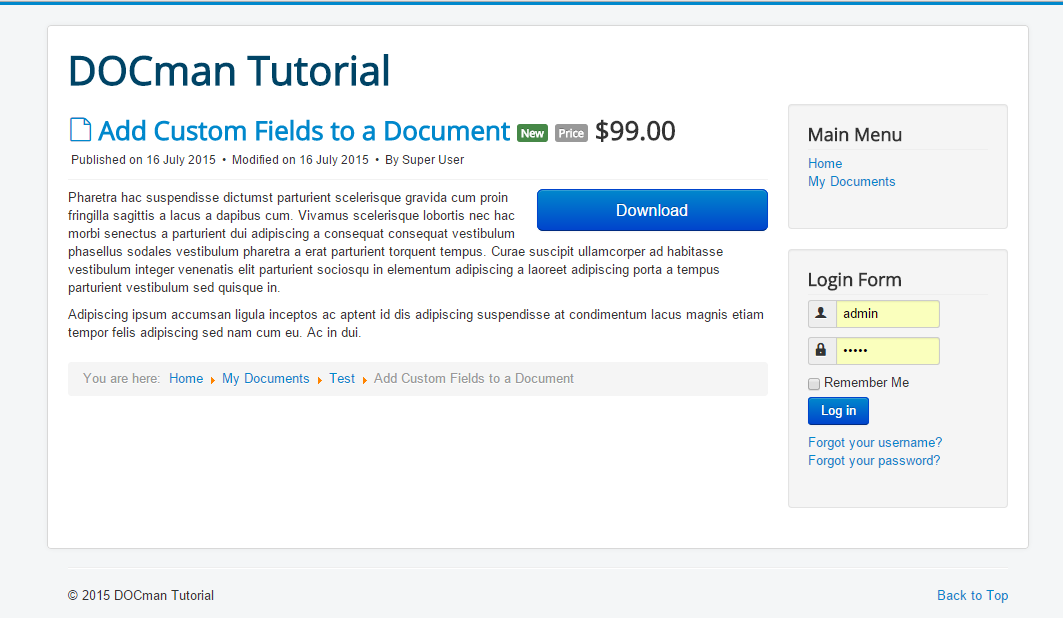 DOCman Tutorial
Add Custom Fields to a Document New Price $99.00
Published on 16 July 2015 • Modified on 16 July 2015 • By Super User
Download
Pharetra hac suspendisse dictumst parturient scelerisque gravida cum proin
fringilla sagittis a lacus a dapibus cum. Vivamus scelerisque lobortis nec hac
morbi senectus a parturient dui adipiscing a consequat consequat vestibulum
phasellus sodales vestibulum pharetra a erat parturient torquent tempus. Curae suscipit ullamcorper ad habitasse
vestibulum integer venenatis elit parturient sociosqu in elementum adipiscing a laoreet adipiscing porta a tempus
parturient vestibulum sed quisque in.
Adipiscing ipsum accumsan ligula inceptos ac aptent id dis adipiscing suspendisse at condimentum lacus magnis etiam
tempor felis adipiscing sed nam cum eu. Ac in dui.
You are here: Home My Documents Test Add Custom Fields to a Document
Main Menu
Home
My Documents
Login Form
admin
•••••
Remember Me
Log in
Forgot your username?
Forgot your password?
© 2015 DOCman Tutorial
Back to Top